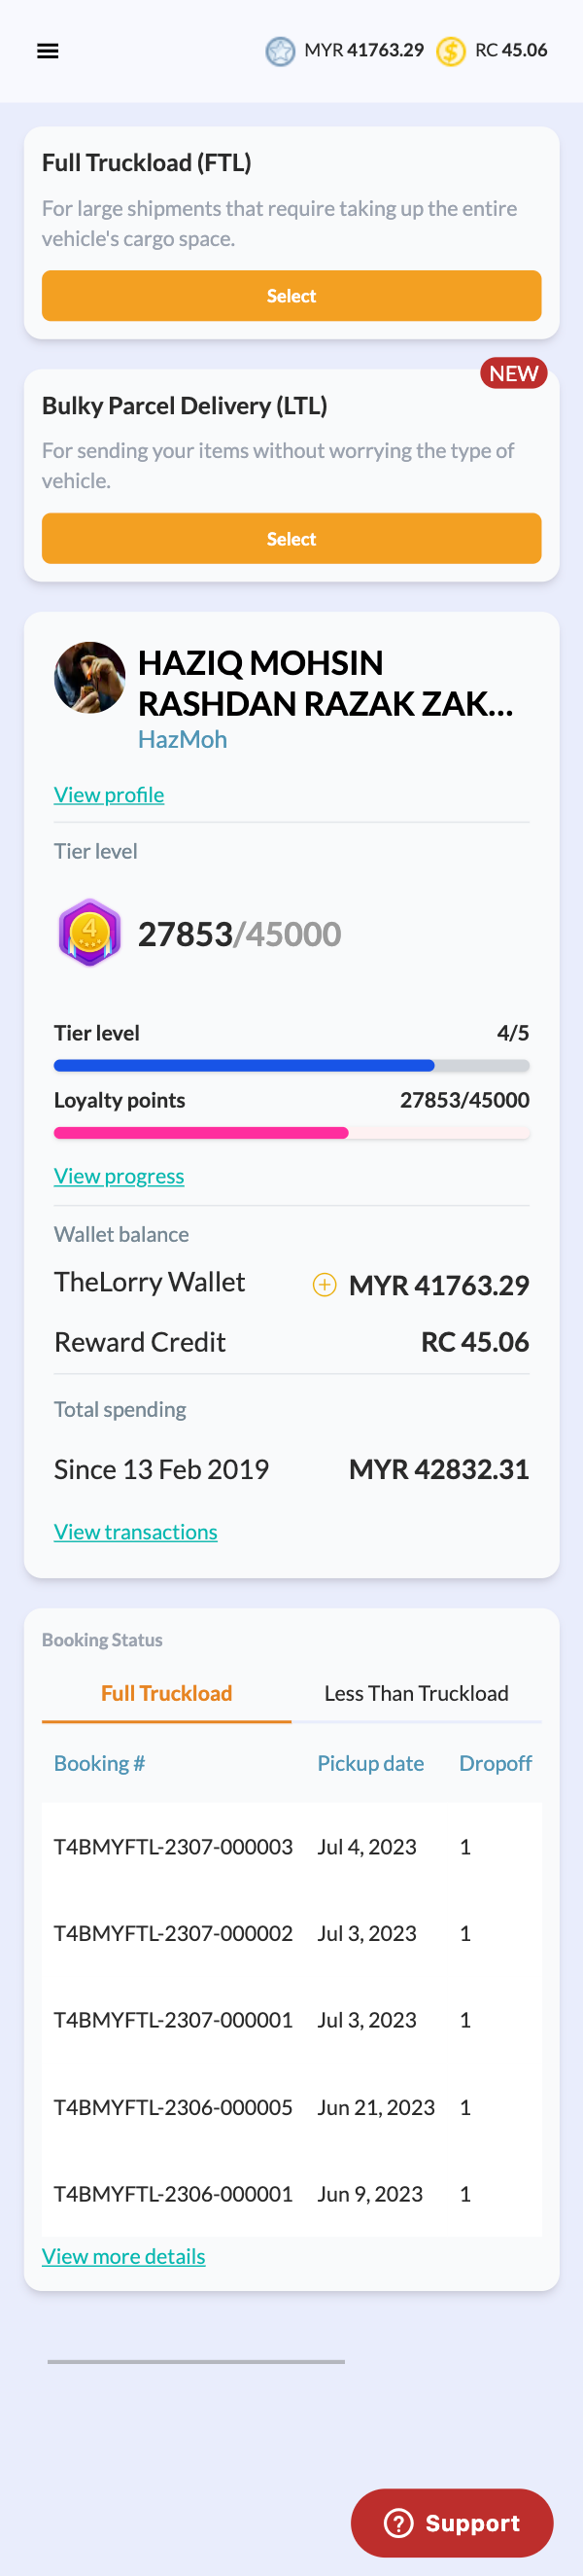 MYR 41763.29 RC 45.06
Full Truckload (FTL)
For large shipments that require taking up the entire
vehicle's cargo space.
Select
NEW
Bulky Parcel Delivery (LTL)
For sending your items without worrying the type of
vehicle.
Select
HAZIQ MOHSIN
RASHDAN RAZAK ZAK...
HazMoh
View profile
Tier level
4
27853/45000
Tier level 4/5
Loyalty points 27853/45000
View progress
Wallet balance
TheLorry Wallet MYR 41763.29
Reward Credit RC 45.06
Total spending
Since 13 Feb 2019 MYR 42832.31
View transactions
Booking Status
Full Truckload Less Than Truckload
Booking # Pickup date Dropoff
T4BMYFTL-2307-000003 Jul 4, 2023 1
T4BMYFTL-2307-000002 Jul 3, 2023 1
T4BMYFTL-2307-000001 Jul 3, 2023 1
T4BMYFTL-2306-000005 Jun 21, 2023 1
T4BMYFTL-2306-000001 Jun 9, 2023 1
View more details
Support